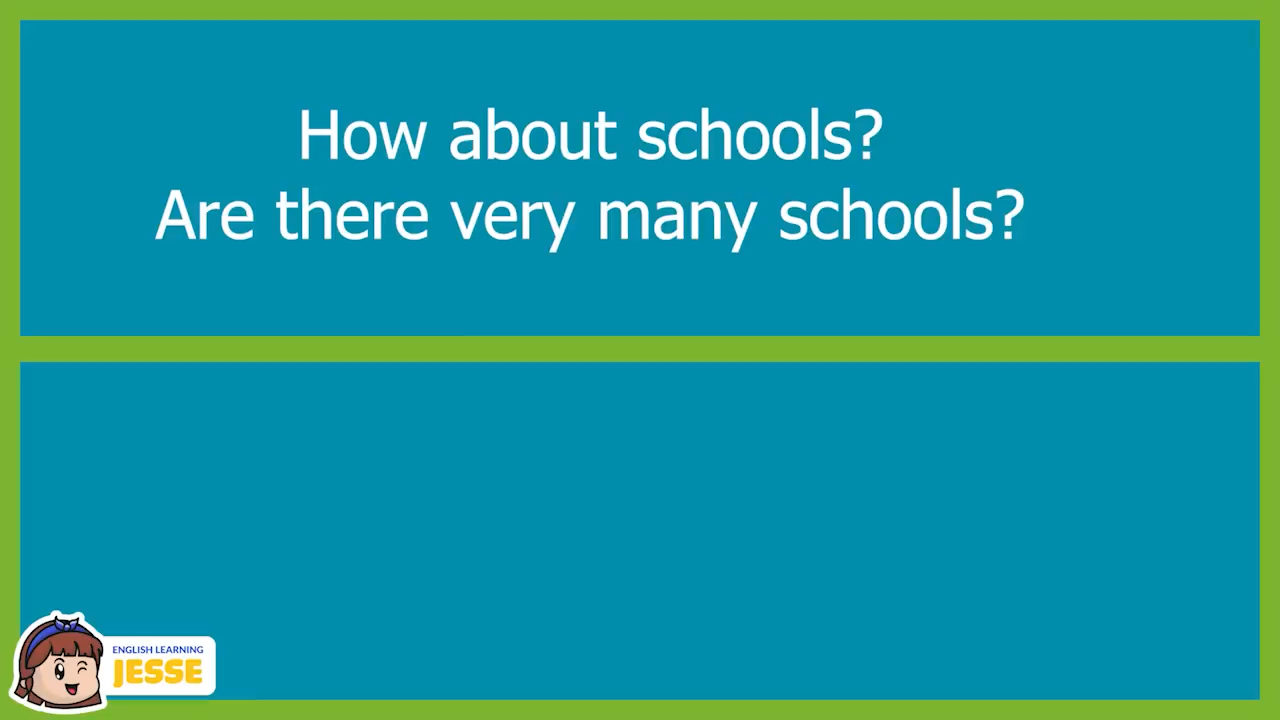 How about schools?
Are there very many schools?
ENGLISH LEARNING
JESSE